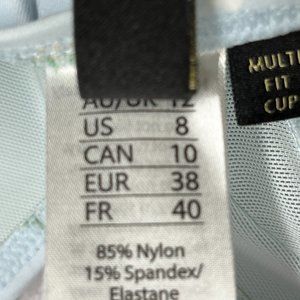 AU/UK 12
US 8
CAN 10
EUR 38
FR 40
85% Nylon
15% Spandex/
Elastane
MULTI
FIT
CUP